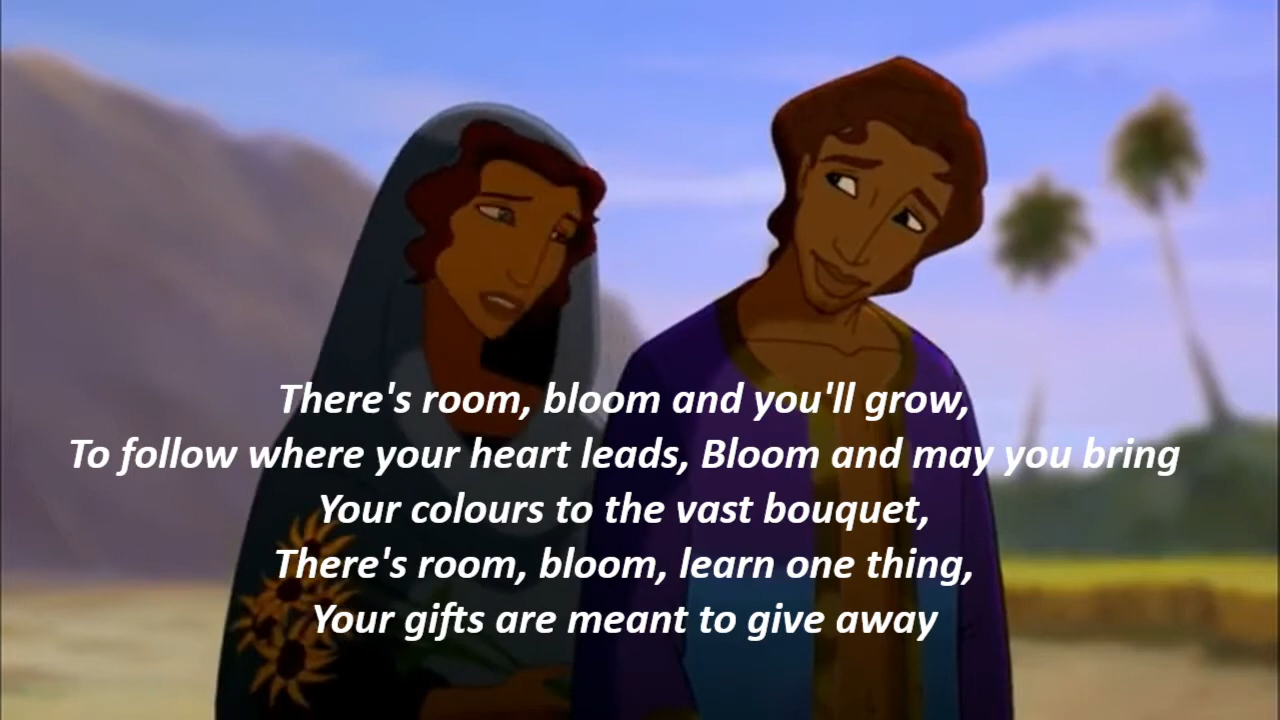 There's room, bloom and you'll grow,
To follow where your heart leads, Bloom and may you bring
Your colours to the vast bouquet,
There's room, bloom, learn one thing,
Your gifts are meant to give away